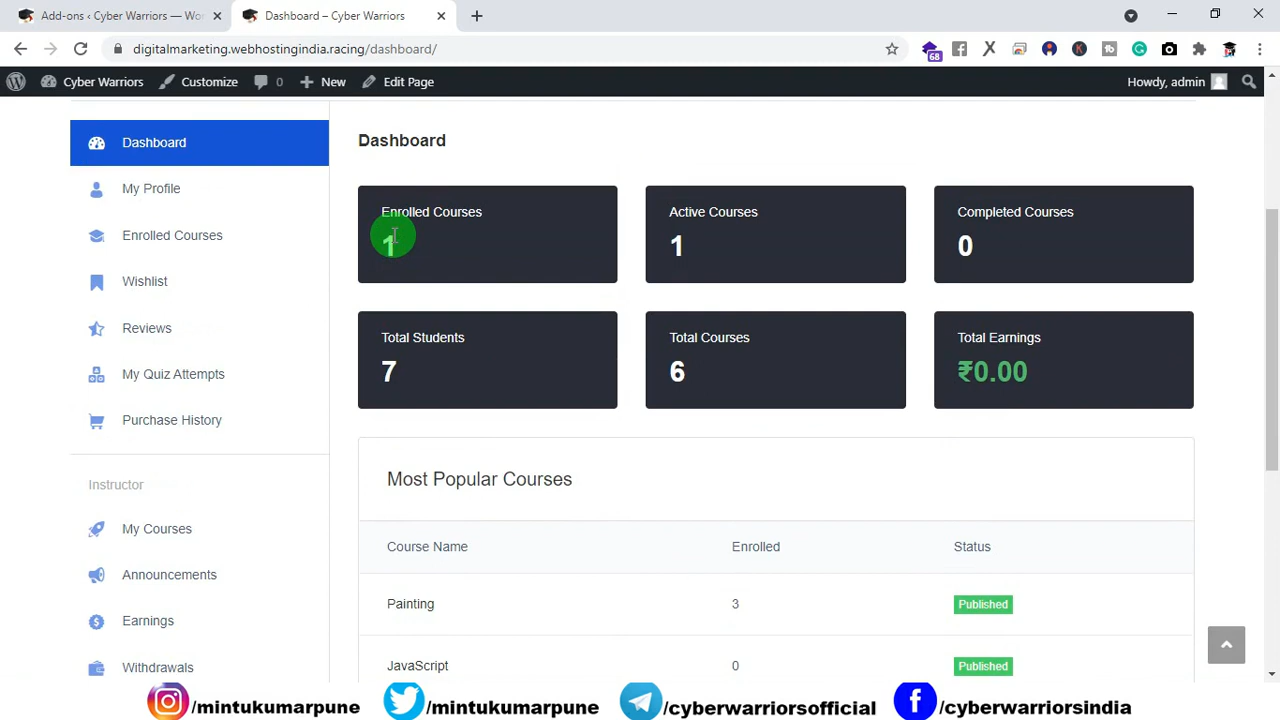 Add-ons ‹ Cyber Warriors — Wor
Dashboard – Cyber Warriors
digitalmarketing.webhostingindia.racing/dashboard/
68
Cyber Warriors
Customize
0
New
Edit Page
Howdy, admin
Dashboard
My Profile
Enrolled Courses
Wishlist
Reviews
My Quiz Attempts
Purchase History
Instructor
My Courses
Announcements
Earnings
Withdrawals
Dashboard
Enrolled Courses
1
Active Courses
1
Completed Courses
0
Total Students
7
Total Courses
6
Total Earnings
₹0.00
Most Popular Courses
Course Name Enrolled Status
Painting 3 Published
JavaScript 0 Published
/mintukumarpune
/mintukumarpune
/cyberwarriorsofficial
/cyberwarriorsindia